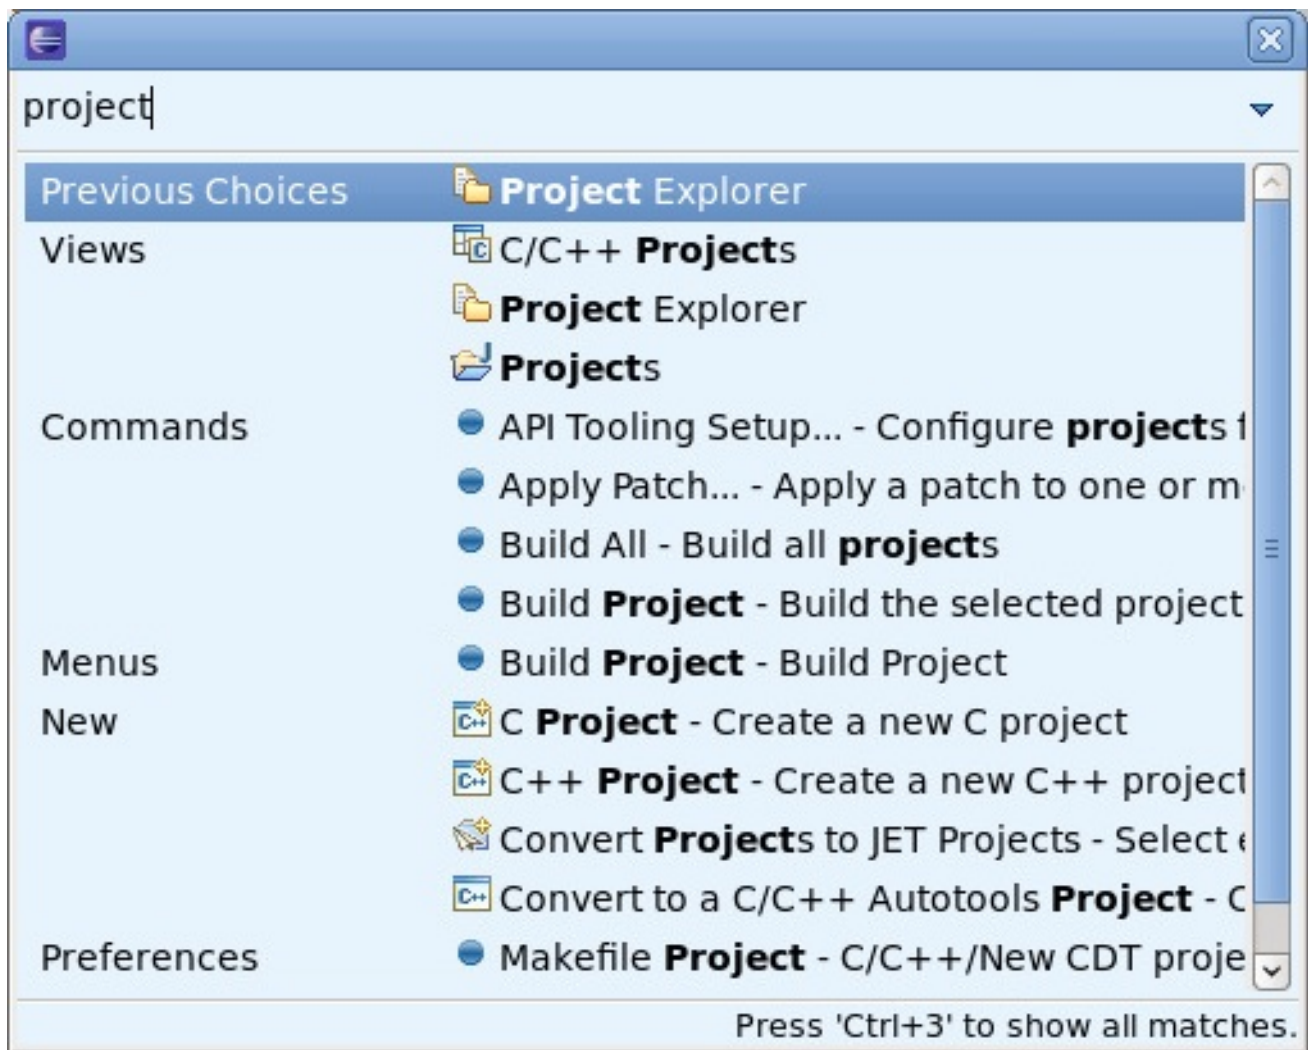 project
Previous Choices Project Explorer
Views C/C++ Projects
Project Explorer
Projects
Commands API Tooling Setup... - Configure projects
Apply Patch... - Apply a patch to one or
Build All - Build all projects
Build Project - Build the selected project
Menus Build Project - Build Project
New C Project - Create a new C project
C++ Project - Create a new C++ project
Convert Projects to JET Projects - Select
Convert to a C/C++ Autotools Project -
Preferences Makefile Project - C/C++/New CDT proje
Press 'Ctrl+3' to show all matches.